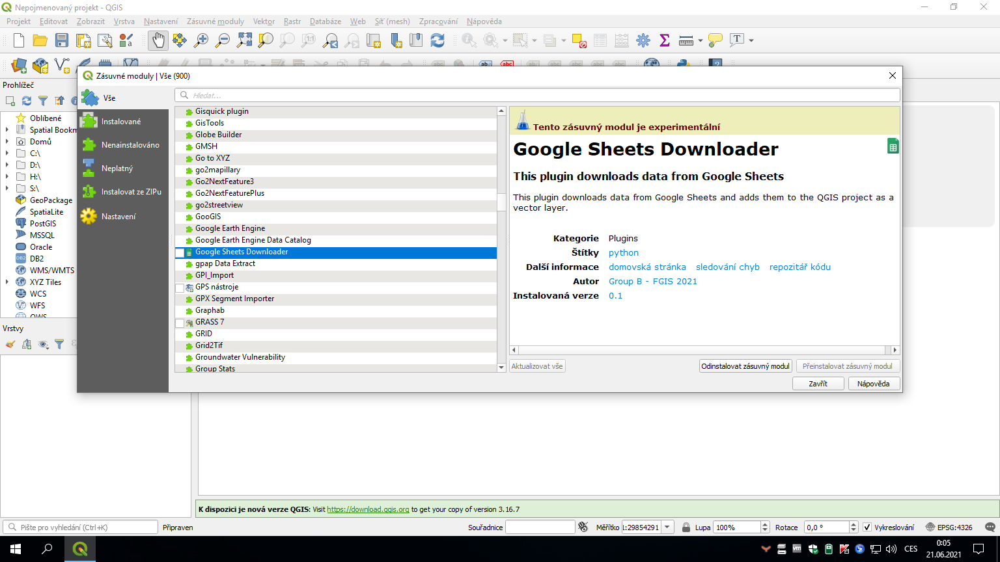 Nepojmenovaný projekt - QGIS
Projekt Editovat Zobrazit Vrstva Nastavení Zásuvné moduly Vektor Rastr Databáze Web Síť (mesh) Zpracování Nápověda
Prohlížeč
Oblíbené
Spatial Bookm
Domů
C:\
D:\
H:\
S:\
GeoPackage
SpatiaLite
PostGIS
MSSQL
Oracle
DB2
WMS/WMTS
XYZ Tiles
WCS
WFS
OWS
Vrstvy
Zásuvné moduly | Vše (900)
Vše
Instalované
Nenainstalováno
Neplatný
Instalovat ze ZIPu
Nastavení
Hledat...
Gisquick plugin
GisTools
Globe Builder
GMSH
Go to XYZ
go2mapillary
Go2NextFeature3
Go2NextFeaturePlus
go2streetview
GooGIS
Google Earth Engine
Google Earth Engine Data Catalog
Google Sheets Downloader
gpap Data Extract
GPI_Import
GPS nástroje
GPX Segment Importer
Graphab
GRASS 7
GRID
Grid2Tif
Groundwater Vulnerability
Group Stats
Tento zásuvný modul je experimentální
Google Sheets Downloader
This plugin downloads data from Google Sheets
This plugin downloads data from Google Sheets and adds them to the QGIS project as a
vector layer.
Kategorie Plugins
Štítky python
Další informace domovská stránka sledování chyb repozitář kódu
Autor Group B - FGIS 2021
Instalovaná verze 0.1
Aktualizovat vše Odinstalovat zásuvný modul Přeinstalovat zásuvný modul
Zavřít Nápověda
K dispozici je nová verze QGIS: Visit https://download.qgis.org to get your copy of version 3.16.7
Pište pro vyhledání (Ctrl+K) Připraven Souřadnice Měřítko 1:29854291 Lupa 100% Rotace 0,0 ° Vykreslování EPSG:4326
CES 0:05
21.06.2021